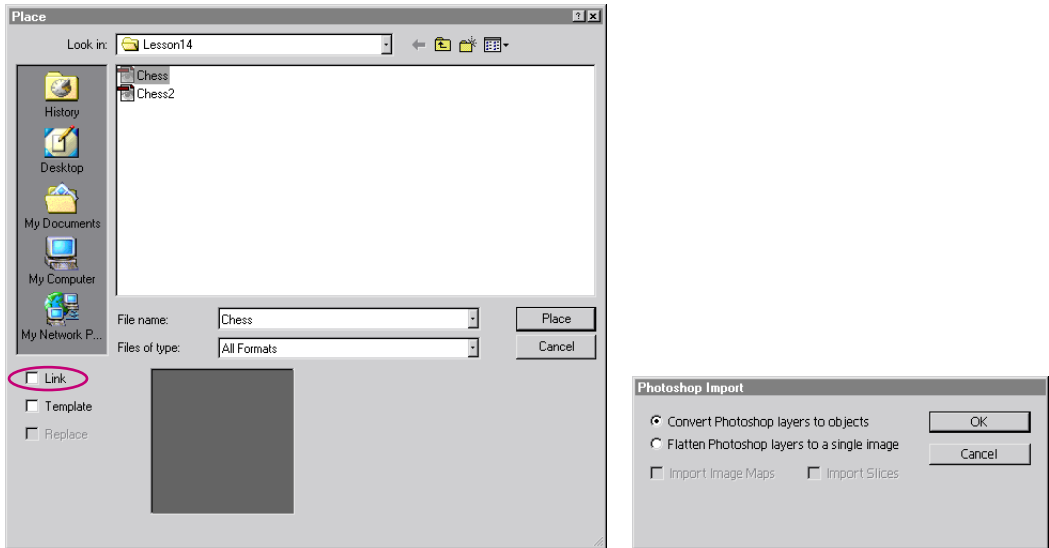 Place
Look in: Lesson14
Chess
Chess2
History
Desktop
My Documents
My Computer
My Network P...
File name: Chess Place
Files of type: All Formats Cancel
Link
Template
Replace
Photoshop Import
Convert Photoshop layers to objects OK
Flatten Photoshop layers to a single image Cancel
Import Image Maps Import Slices